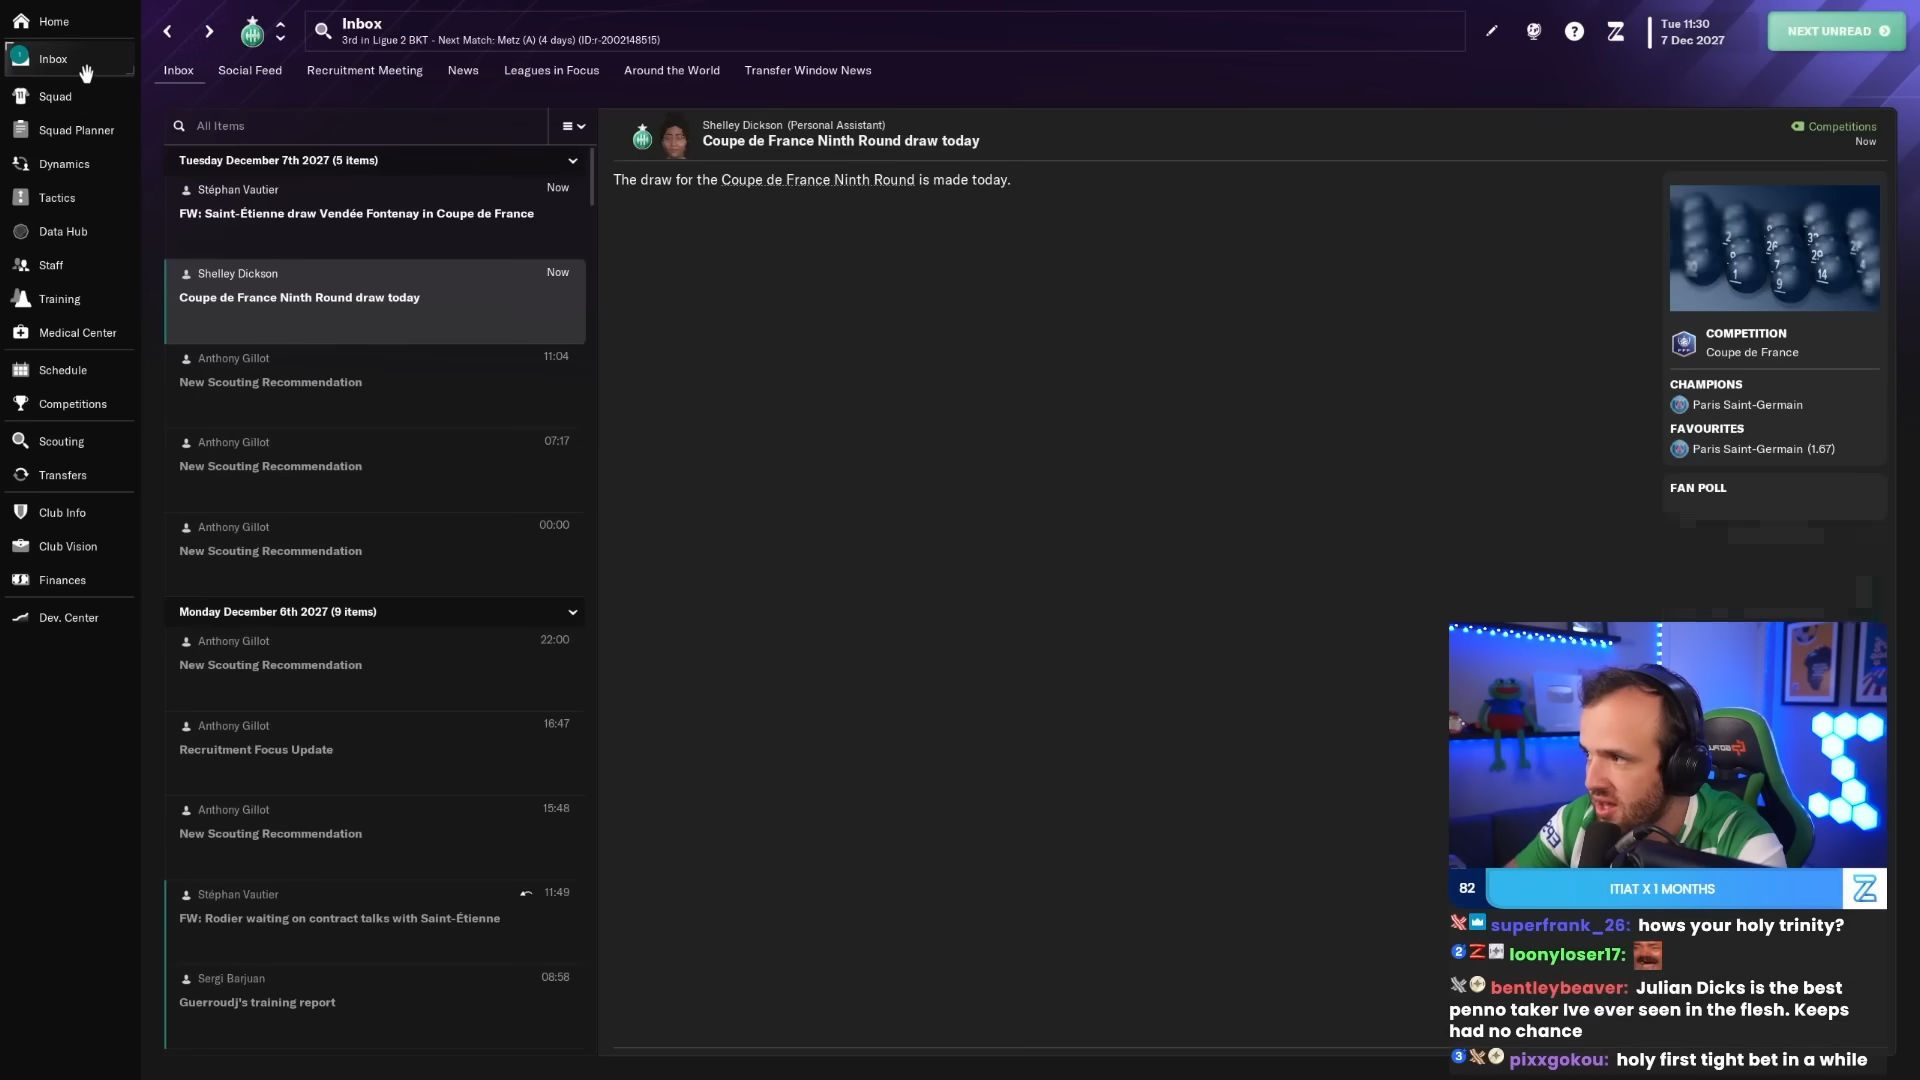 Home
Inbox
Squad
Squad Planner
Dynamics
Tactics
Data Hub
Staff
Training
Medical Center
Schedule
Competitions
Scouting
Transfers
Club Info
Club Vision
Finances
Dev. Center
Inbox
3rd in Ligue 2 BKT - Next Match: Metz (A) (4 days) (ID:r-2002148515)
Tue 11:30
7 Dec 2027
NEXT UNREAD
Inbox Social Feed Recruitment Meeting News Leagues in Focus Around the World Transfer Window News
All Items
Tuesday December 7th 2027 (5 items)
Stéphan Vautier Now
FW: Saint-Étienne draw Vendée Fontenay in Coupe de France
Shelley Dickson Now
Coupe de France Ninth Round draw today
Anthony Gillot 11:04
New Scouting Recommendation
Anthony Gillot 07:17
New Scouting Recommendation
Anthony Gillot 00:00
New Scouting Recommendation
Monday December 6th 2027 (9 items)
Anthony Gillot 22:00
New Scouting Recommendation
Anthony Gillot 16:47
Recruitment Focus Update
Anthony Gillot 15:48
New Scouting Recommendation
Stéphan Vautier 11:49
FW: Rodier waiting on contract talks with Saint-Étienne
Sergi Barjuan 08:58
Guerroudj's training report
Shelley Dickson (Personal Assistant)
Coupe de France Ninth Round draw today
Competitions
Now
The draw for the Coupe de France Ninth Round is made today.
COMPETITION
Coupe de France
CHAMPIONS
Paris Saint-Germain
FAVOURITES
Paris Saint-Germain (1.67)
FAN POLL
82 ITIAT X 1 MONTHS
superfrank_26: hows your holy trinity?
loonyloser17:
bentleybeaver: Julian Dicks is the best
penno taker Ive ever seen in the flesh. Keeps
had no chance
pixxgokou: holy first tight bet in a while